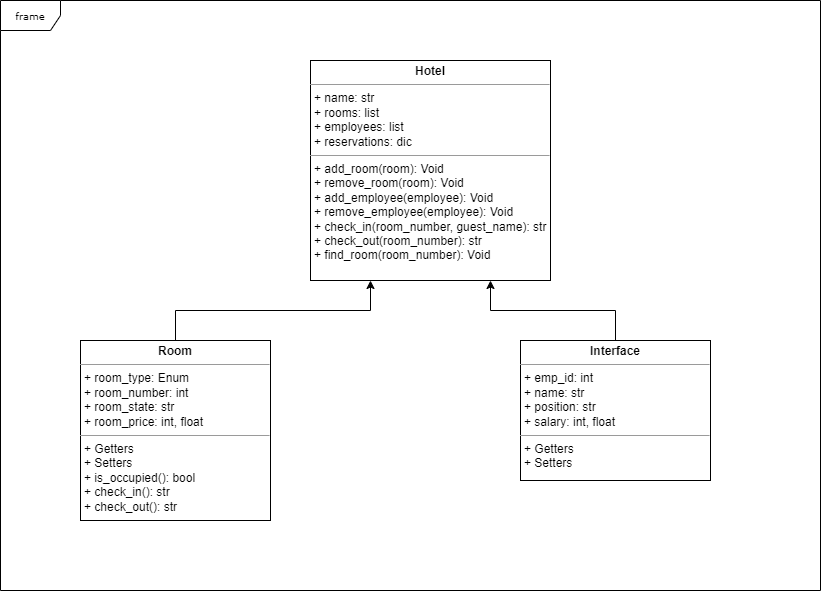 frame
Hotel
+ name: str
+ rooms: list
+ employees: list
+ reservations: dic
+ add_room(room): Void
+ remove_room(room): Void
+ add_employee(employee): Void
+ remove_employee(employee): Void
+ check_in(room_number, guest_name): str
+ check_out(room_number): str
+ find_room(room_number): Void
Room
+ room_type: Enum
+ room_number: int
+ room_state: str
+ room_price: int, float
+ Getters
+ Setters
+ is_occupied(): bool
+ check_in(): str
+ check_out(): str
Interface
+ emp_id: int
+ name: str
+ position: str
+ salary: int, float
+ Getters
+ Setters